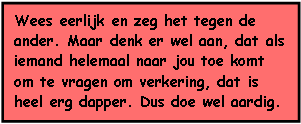 Wees eerlijk en zeg het tegen de
ander. Maar denk er wel aan, dat als
iemand helemaal naar jou toe komt
om te vragen om verkering, dat is
heel erg dapper. Dus doe wel aardig.